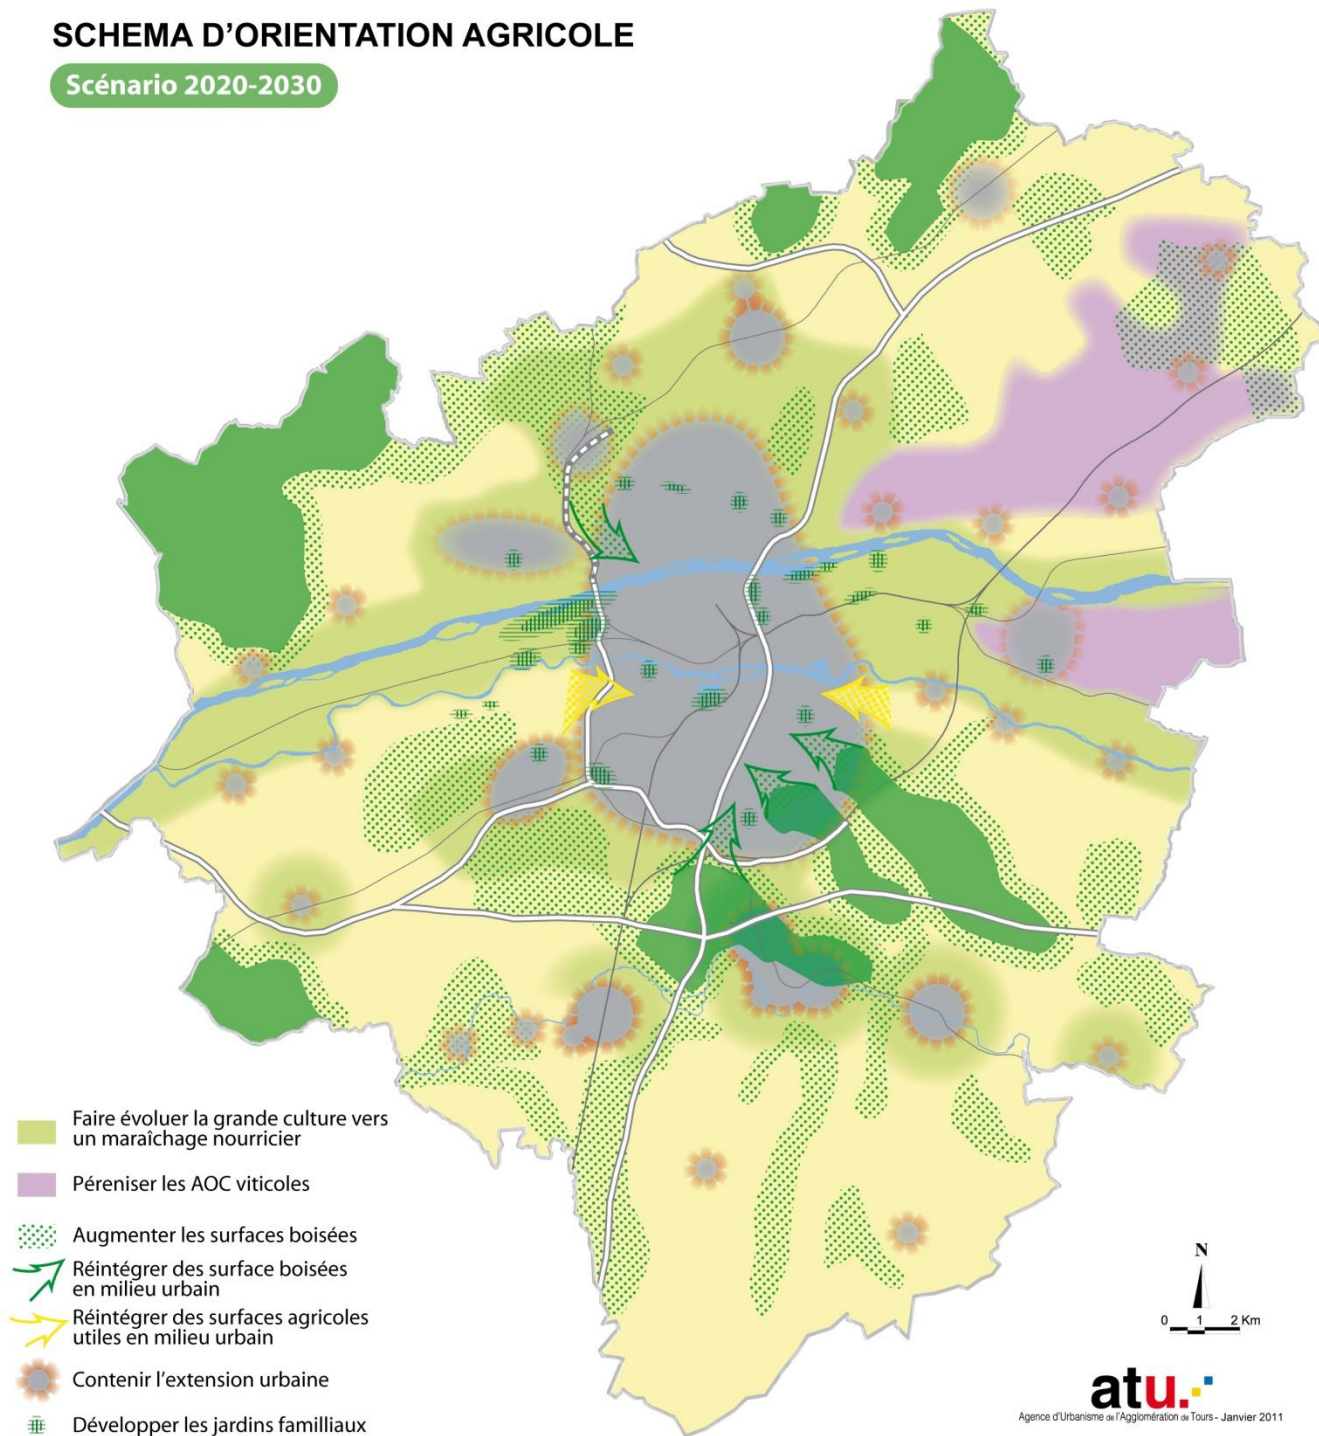 SCHEMA D'ORIENTATION AGRICOLE
Scénario 2020-2030
Faire évoluer la grande culture vers
un maraîchage nourricier
Péreniser les AOC viticoles
Augmenter les surfaces boisées
Réintégrer des surface boisées
en milieu urbain
Réintégrer des surfaces agricoles
utiles en milieu urbain
Contenir l'extension urbaine
Développer les jardins familliaux
N
0 1 2 Km
atu.
Agence d'Urbanisme de l'Agglomération de Tours - Janvier 2011